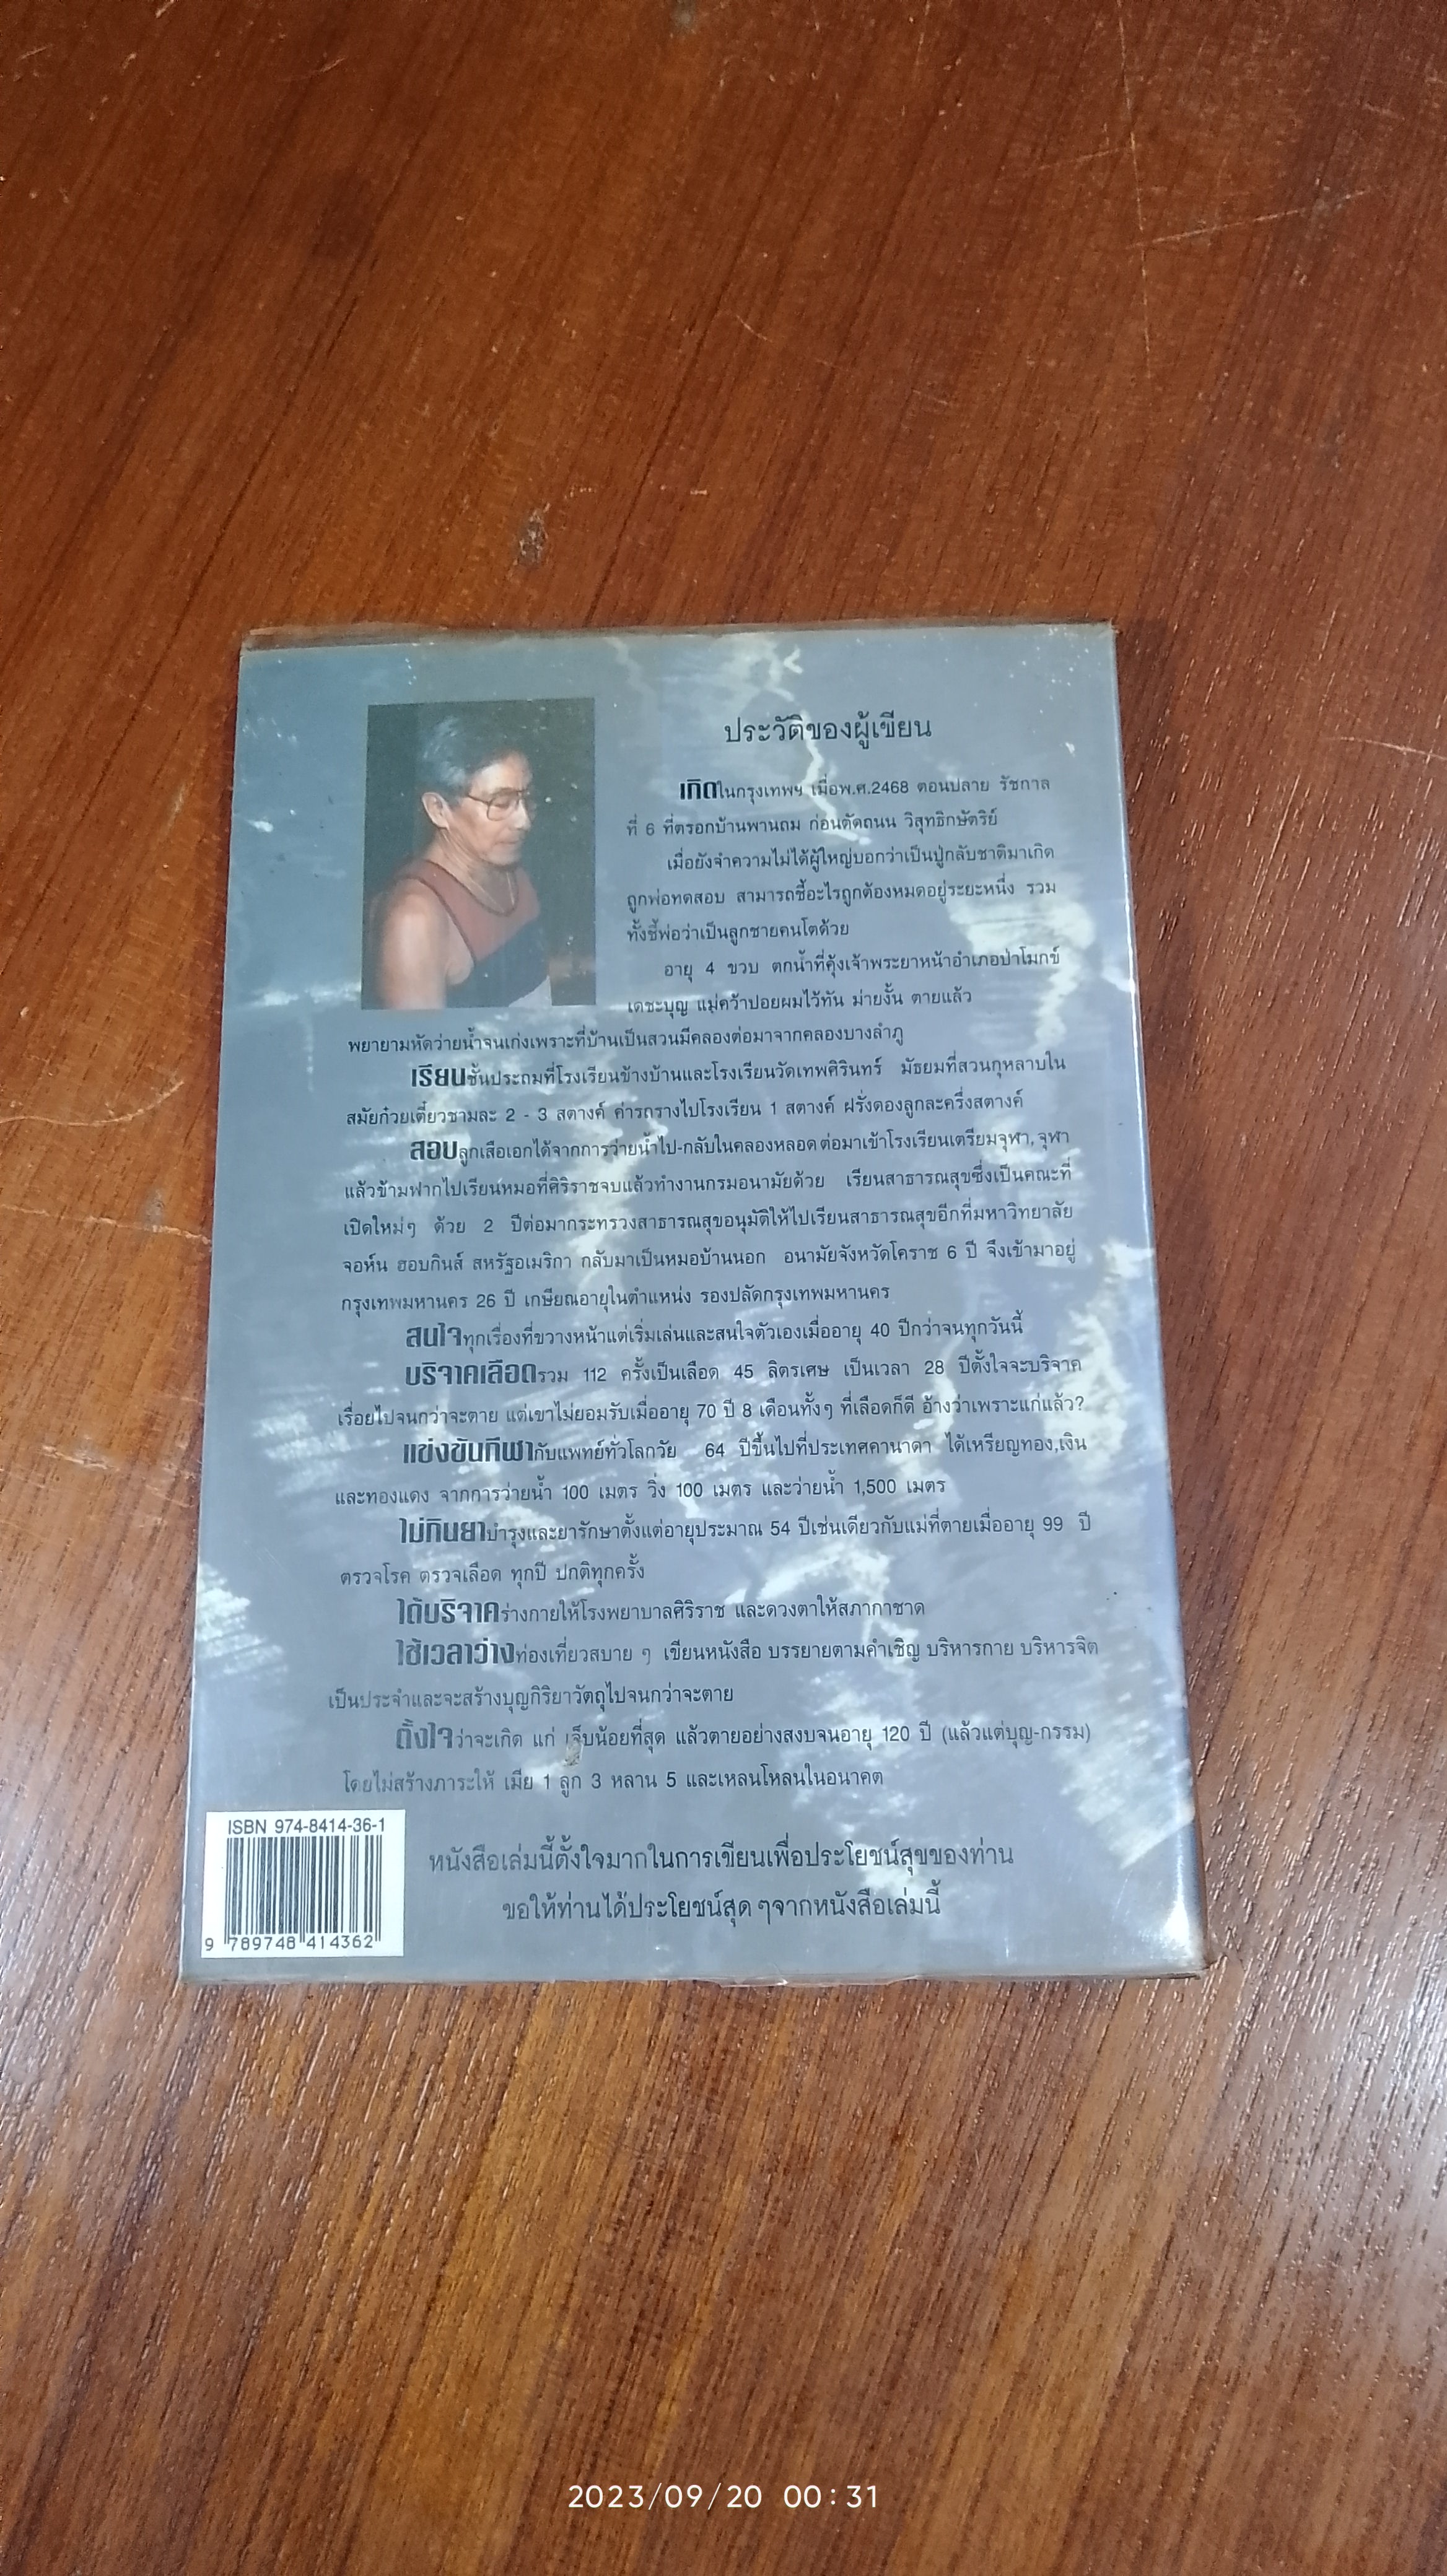 ประวัติของผู้เขียน
เกิดในกรุงเทพฯ เมื่อพ.ศ.2468 ตอนปลาย รัชกาล
ที่ 6 ที่ตรอกบ้านพานถม ก่อนตัดถนน วิสุทธิกษัตริย์
เมื่อยังจำความไม่ได้ผู้ใหญ่บอกว่าเป็นปู่กลับชาติมาเกิด
ถูกพ่อทดสอบ สามารถชี้อะไรถูกต้องหมดอยู่ระยะหนึ่ง รวม
ทั้งชี้พ่อว่าเป็นลูกชายคนโตด้วย
อายุ 4 ขวบ ตกน้ำที่คุ้งเจ้าพระยาหน้าอำเภอป่าโมกข์
เดชะบุญ แม่คว้าปอยผมไว้ทัน ม่ายงั้น ตายแล้ว
พยายามหัดว่ายน้ำจนเก่งเพราะที่บ้านเป็นสวนมีคลองต่อมาจากคลองบางลำภู
เรียนชั้นประถมที่โรงเรียนข้างบ้านและโรงเรียนวัดเทพศิรินทร์ มัธยมที่สวนกุหลาบใน
สมัยก๋วยเตี๋ยวชามละ 2 - 3 สตางค์ ค่ารถรางไปโรงเรียน 1 สตางค์ ฝรั่งดองลูกละครึ่งสตางค์
สอบลูกเสือเอกได้จากการว่ายน้ำไป-กลับในคลองหลอด ต่อมาเข้าโรงเรียนเตรียมจุฬา, จุฬา
แล้วข้ามฟากไปเรียนหมอที่ศิริราชจบแล้วทำงานกรมอนามัยด้วย เรียนสาธารณสุขซึ่งเป็นคณะที่
เปิดใหม่ๆ ด้วย 2 ปีต่อมากระทรวงสาธารณสุขอนุมัติให้ไปเรียนสาธารณสุขอีกที่มหาวิทยาลัย
จอห์น ฮอบกินส์ สหรัฐอเมริกา กลับมาเป็นหมอบ้านนอก อนามัยจังหวัดโคราช 6 ปี จึงเข้ามาอยู่
กรุงเทพมหานคร 26 ปี เกษียณอายุในตำแหน่ง รองปลัดกรุงเทพมหานคร
สนใจทุกเรื่องที่ขวางหน้าแต่เริ่มเล่นและสนใจตัวเองเมื่ออายุ 40 ปีกว่าจนทุกวันนี้
บริจาคเลือดรวม 112 ครั้งเป็นเลือด 45 ลิตรเศษ เป็นเวลา 28 ปีตั้งใจจะบริจาค
เรื่อยไปจนกว่าจะตาย แต่เขาไม่ยอมรับเมื่ออายุ 70 ปี 8 เดือนทั้งๆ ที่เลือดก็ดี อ้างว่าเพราะแก่แล้ว?
แข่งขันกีฬากับแพทย์ทั่วโลกวัย 64 ปีขึ้นไปที่ประเทศคานาดา ได้เหรียญทอง,เงิน
และทองแดง จากการว่ายน้ำ 100 เมตร วิ่ง 100 เมตร และว่ายน้ำ 1,500 เมตร
ไม่กินยาบำรุงและยารักษาตั้งแต่อายุประมาณ 54 ปีเช่นเดียวกับแม่ที่ตายเมื่ออายุ 99 ปี
ตรวจโรค ตรวจเลือด ทุกปี ปกติทุกครั้ง
ได้บริจาคร่างกายให้โรงพยาบาลศิริราช และดวงตาให้สภากาชาด
ใช้เวลาว่างท่องเที่ยวสบาย ๆ เขียนหนังสือ บรรยายตามคำเชิญ บริหารกาย บริหารจิต
เป็นประจำและจะสร้างบุญกิริยาวัตถุไปจนกว่าจะตาย
ตั้งใจว่าจะเกิด แก่ เจ็บน้อยที่สุด แล้วตายอย่างสงบจนอายุ 120 ปี (แล้วแต่บุญ-กรรม)
โดยไม่สร้างภาระให้ เมีย 1 ลูก 3 หลาน 5 และเหลนโหลนในอนาคต
ISBN 974-8414-36-1
9 789748 414362
หนังสือเล่มนี้ตั้งใจมากในการเขียนเพื่อประโยชน์สุขของท่าน
ขอให้ท่านได้ประโยชน์สุด ๆจากหนังสือเล่มนี้
2023/09/20 00:31